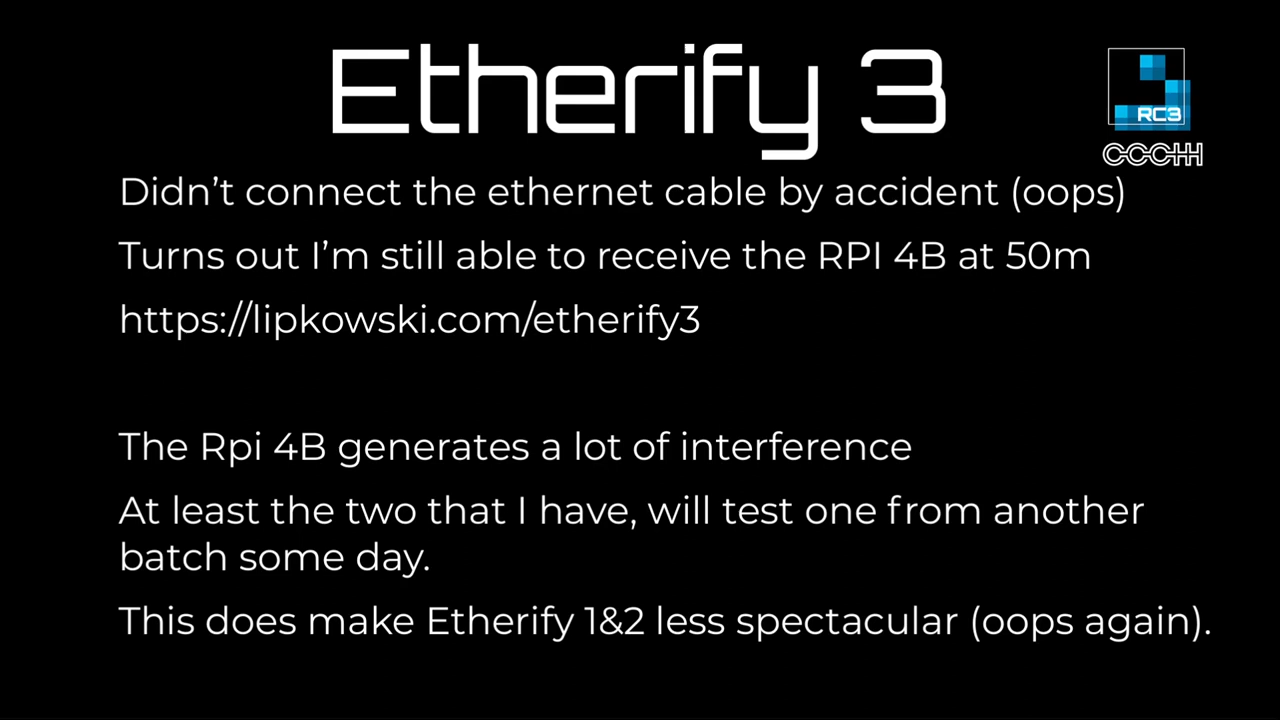 Etherify 3
RC3
CCCHH
Didn’t connect the ethernet cable by accident (oops)
Turns out I’m still able to receive the RPI 4B at 50m
https://lipkowski.com/etherify3
The Rpi 4B generates a lot of interference
At least the two that I have, will test one from another
batch some day.
This does make Etherify 1&2 less spectacular (oops again).